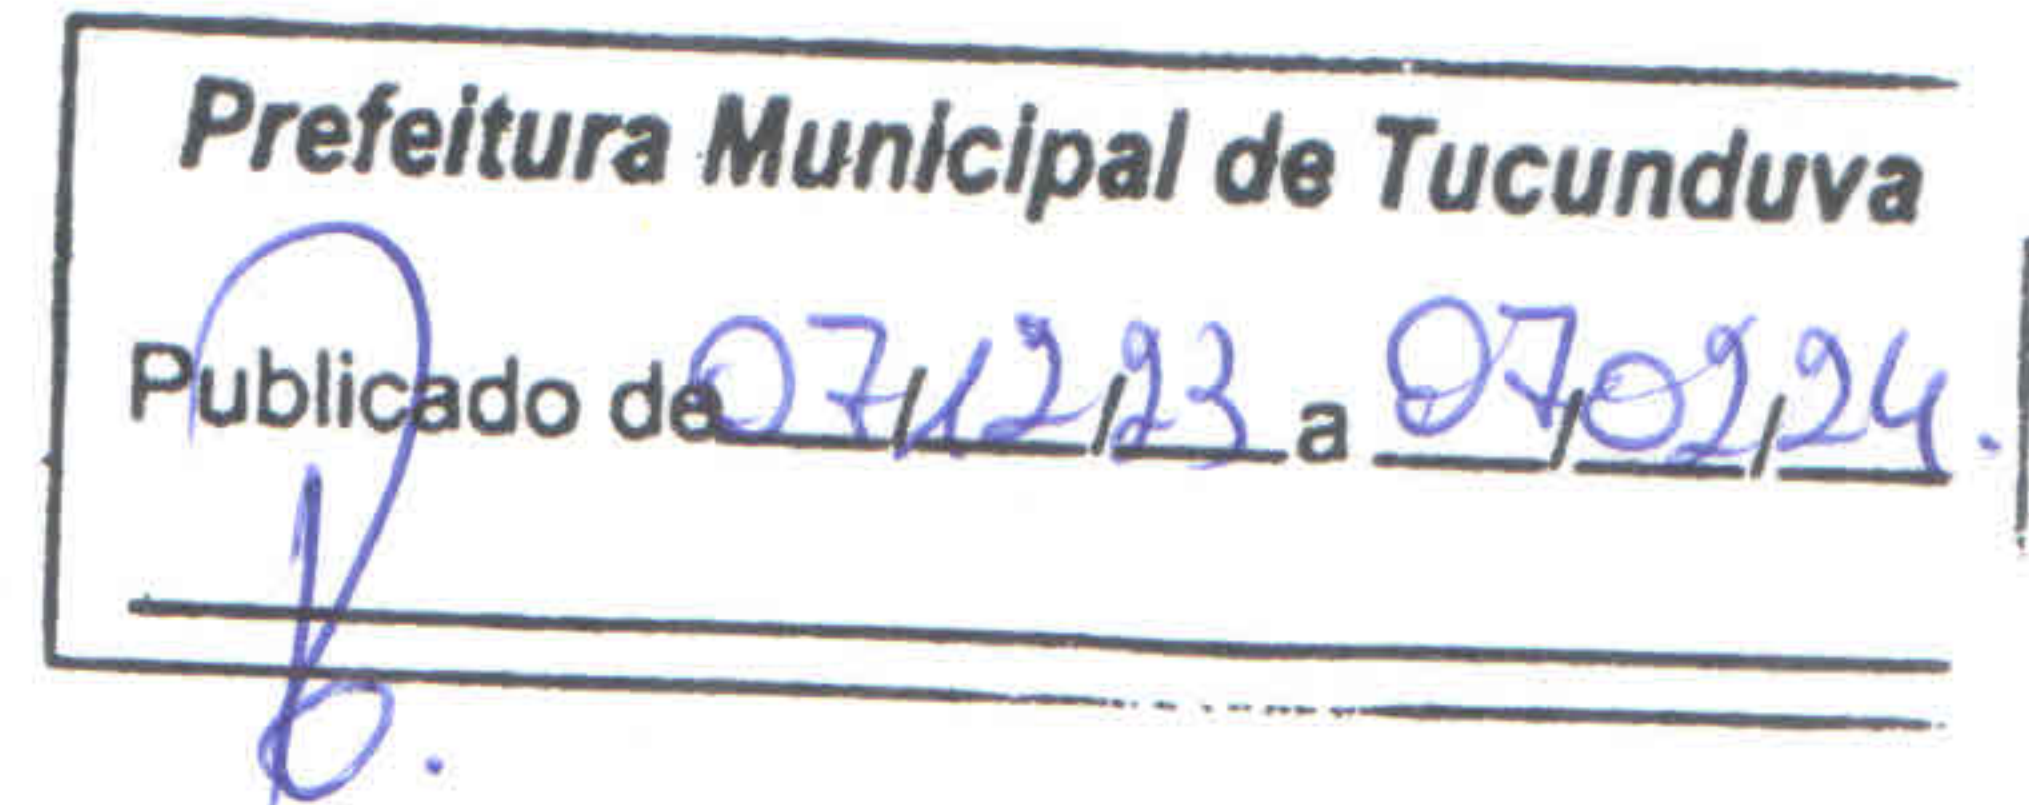 Prefeitura Municipal de Tucunduva
Publicado de 07/12/23 a 07/02/24.